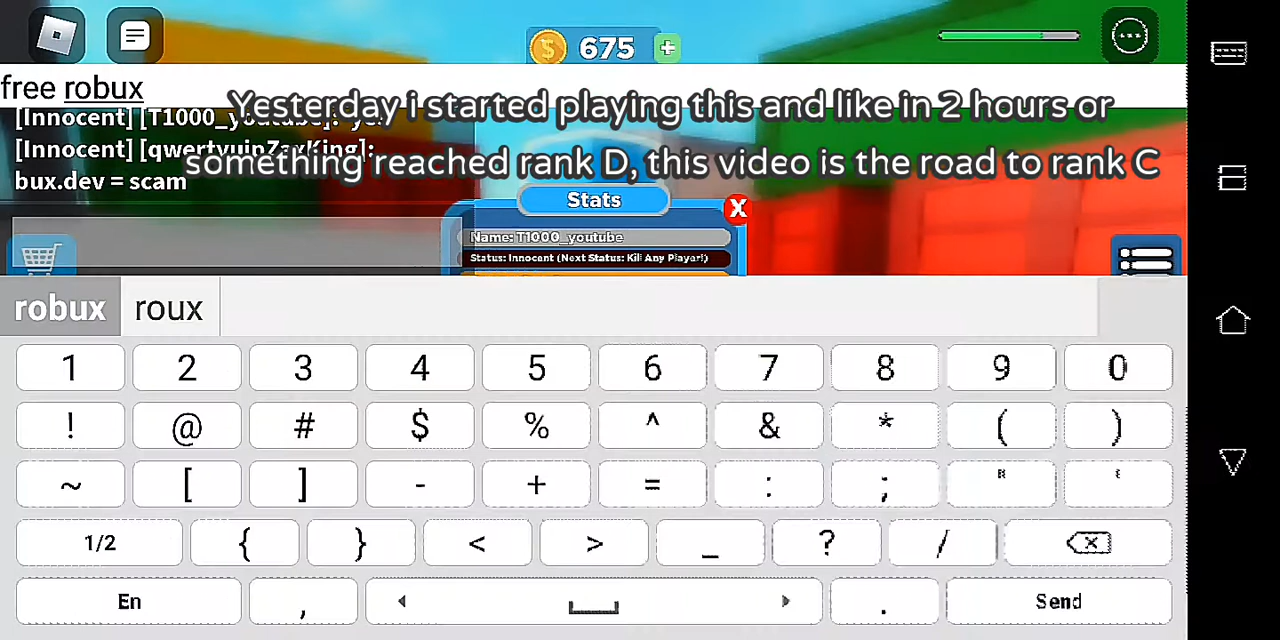 675
free robux
Yesterday i started playing this and like in 2 hours or
something reached rank D, this video is the road to rank C
[Innocent] [T1000_youtube]:
[Innocent] [qwertyuipZaxKing]:
bux.dev = scam
Stats
X
Name: T1000_youtube
Status: Innocent (Next Status: Kill Any Player!)
robux roux
1 2 3 4 5 6 7 8 9 0
! @ # $ % ^ & * ( )
~ [ ] - + = : ; " '
1/2 { } < > _ ? /
En , . Send